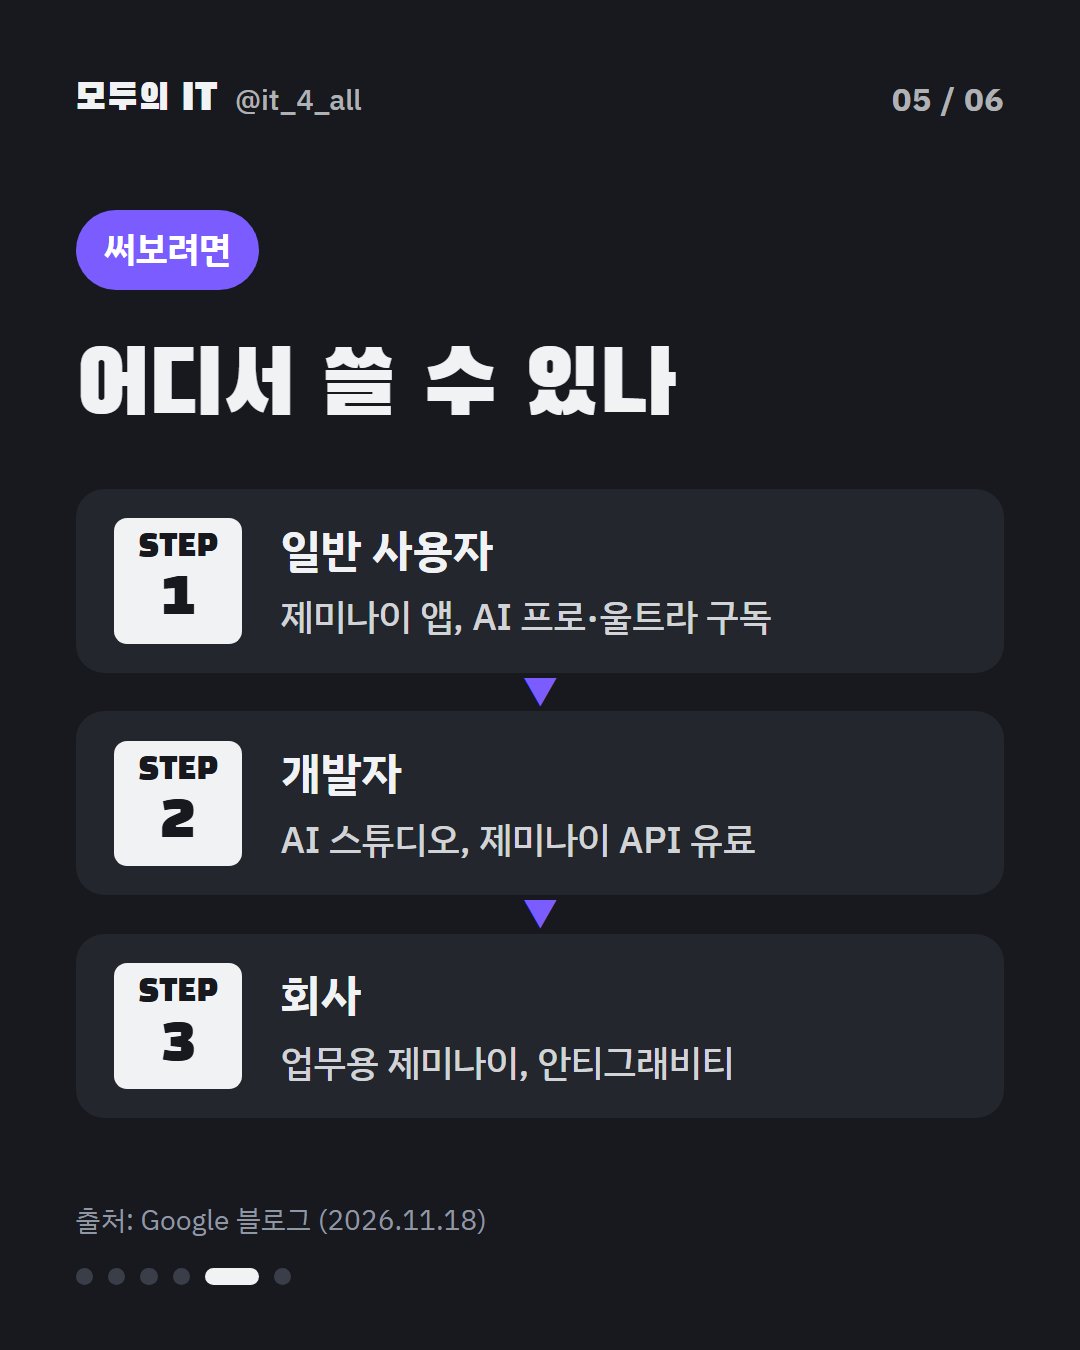 모두의 IT @it_4_all
05 / 06
써보려면
어디서 쓸 수 있나
STEP
1
일반 사용자
제미나이 앱, AI 프로·울트라 구독
STEP
2
개발자
AI 스튜디오, 제미나이 API 유료
STEP
3
회사
업무용 제미나이, 안티그래비티
출처: Google 블로그 (2026.11.18)